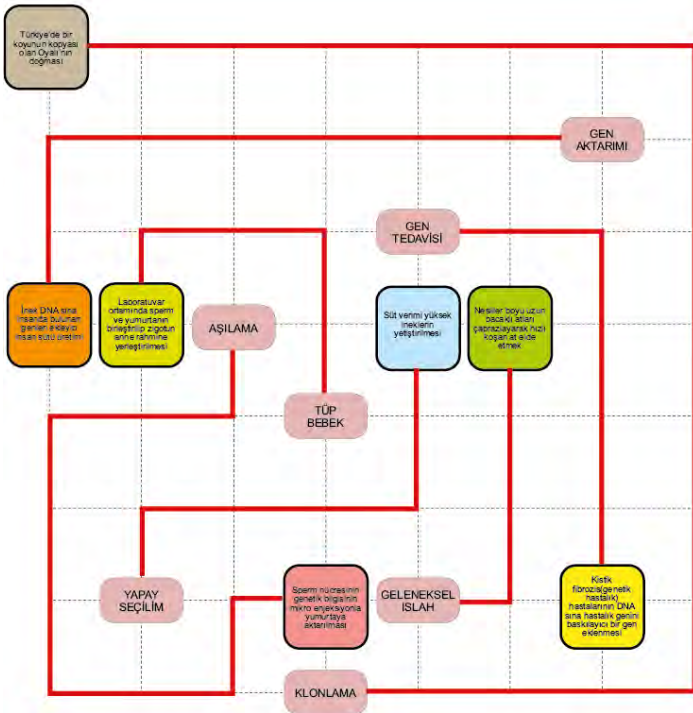 Türkiye'de bir
koyunun kopyası
olan Oyalı'nın
doğması
GEN
AKTARIMI
GEN
TEDAVİSİ
İnek DNA sına
insanda bulunan
genleri ekleyici
insan sütü üretimi
Laboratuvar
ortamında sperm
ve yumurtanın
birleştirilip zigotun
anne rahmine
yerleştirilmesi
AŞILAMA
Süt verimi yüksek
ineklerin
yetiştirilmesi
Nesiller boyu uzun
bacaklı atları
çaprazlayarak hızlı
koşan at elde
etmek
TÜP
BEBEK
YAPAY
SEÇİLİM
Sperm hücresinin
genetik bilgisinin
mikro enjeksiyonla
yumurtaya
aktarılması
GELENEKSEL
ISLAH
Kistik
fibrozis(genetik
hastalık)
hastalarının DNA
sına hastalık genini
baskılayıcı bir gen
eklenmesi
KLONLAMA